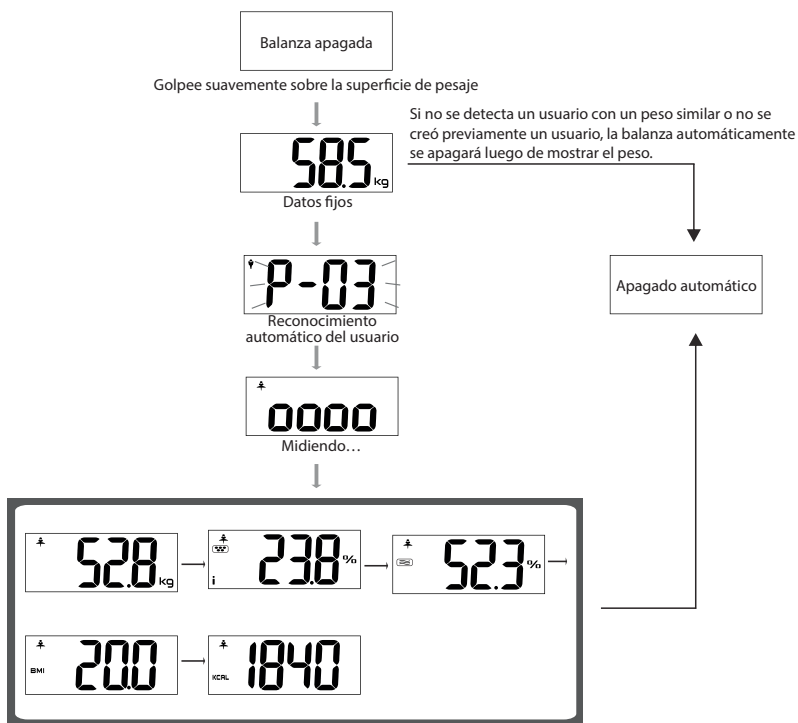 Balanza apagada
Golpee suavemente sobre la superficie de pesaje
Si no se detecta un usuario con un peso similar o no se
creó previamente un usuario, la balanza automáticamente
se apagará luego de mostrar el peso.
58.5 kg
Datos fijos
P-03
Apagado automático
Reconocimiento
automático del usuario
0000
Midiendo…
52.8 kg
i 23.8 %
52.3 %
BMI 20.0
KCAL 1840